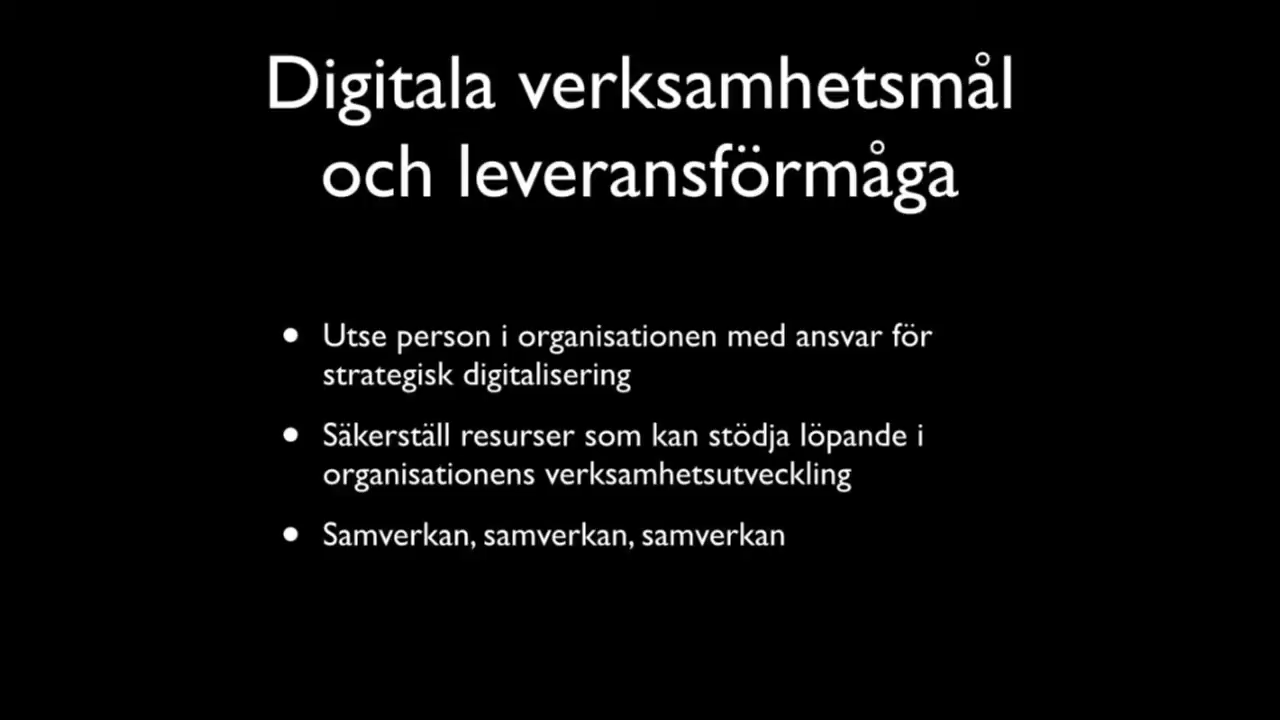 Digitala verksamhetsmål
och leveransförmåga
• Utse person i organisationen med ansvar för
strategisk digitalisering
• Säkerställ resurser som kan stödja löpande i
organisationens verksamhetsutveckling
• Samverkan, samverkan, samverkan